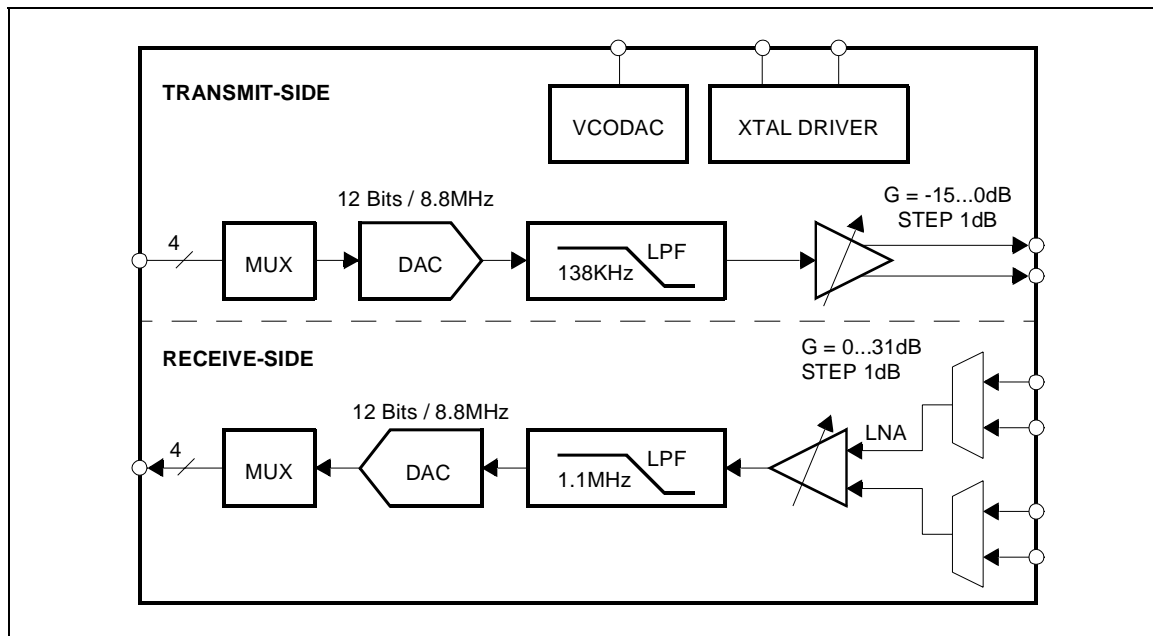 TRANSMIT-SIDE
VCODAC
XTAL DRIVER
12 Bits / 8.8MHz
G = -15...0dB
STEP 1dB
4
MUX
DAC
LPF
138KHz
RECEIVE-SIDE
G = 0...31dB
STEP 1dB
12 Bits / 8.8MHz
LNA
4
MUX
DAC
LPF
1.1MHz